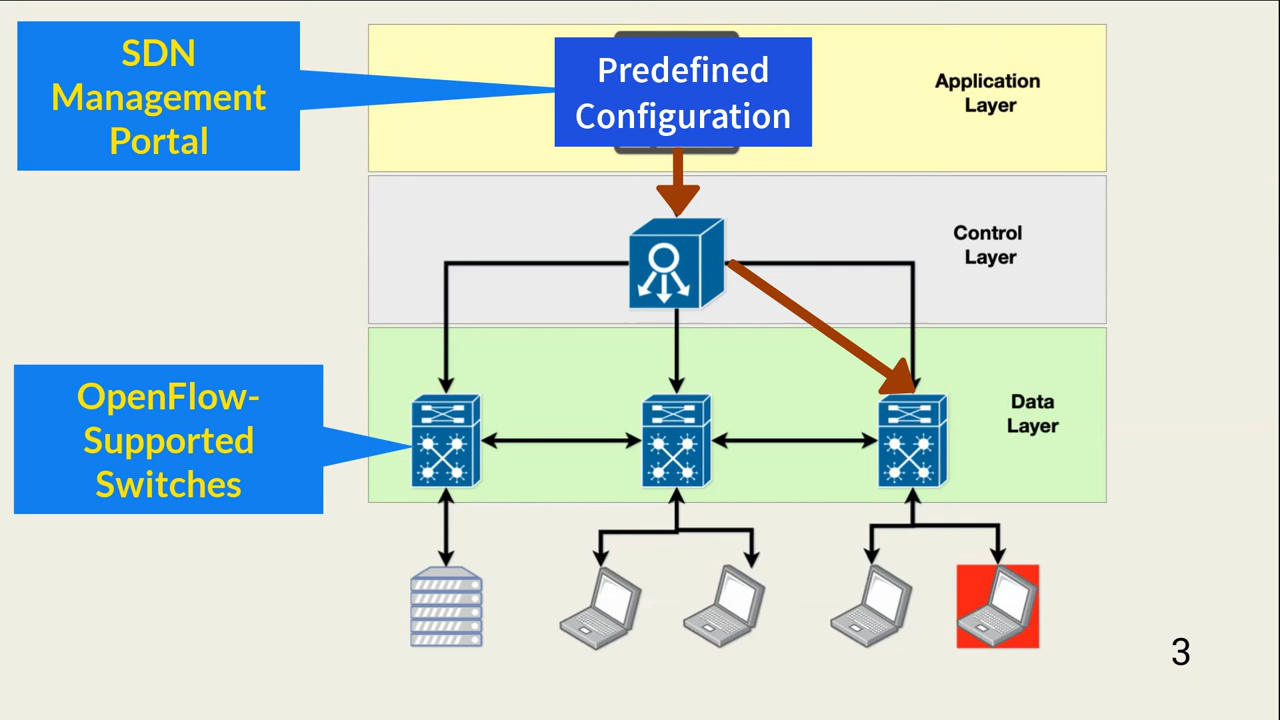 SDN
Management
Portal
Predefined
Configuration
Application
Layer
Control
Layer
OpenFlow-
Supported
Switches
Data
Layer
3